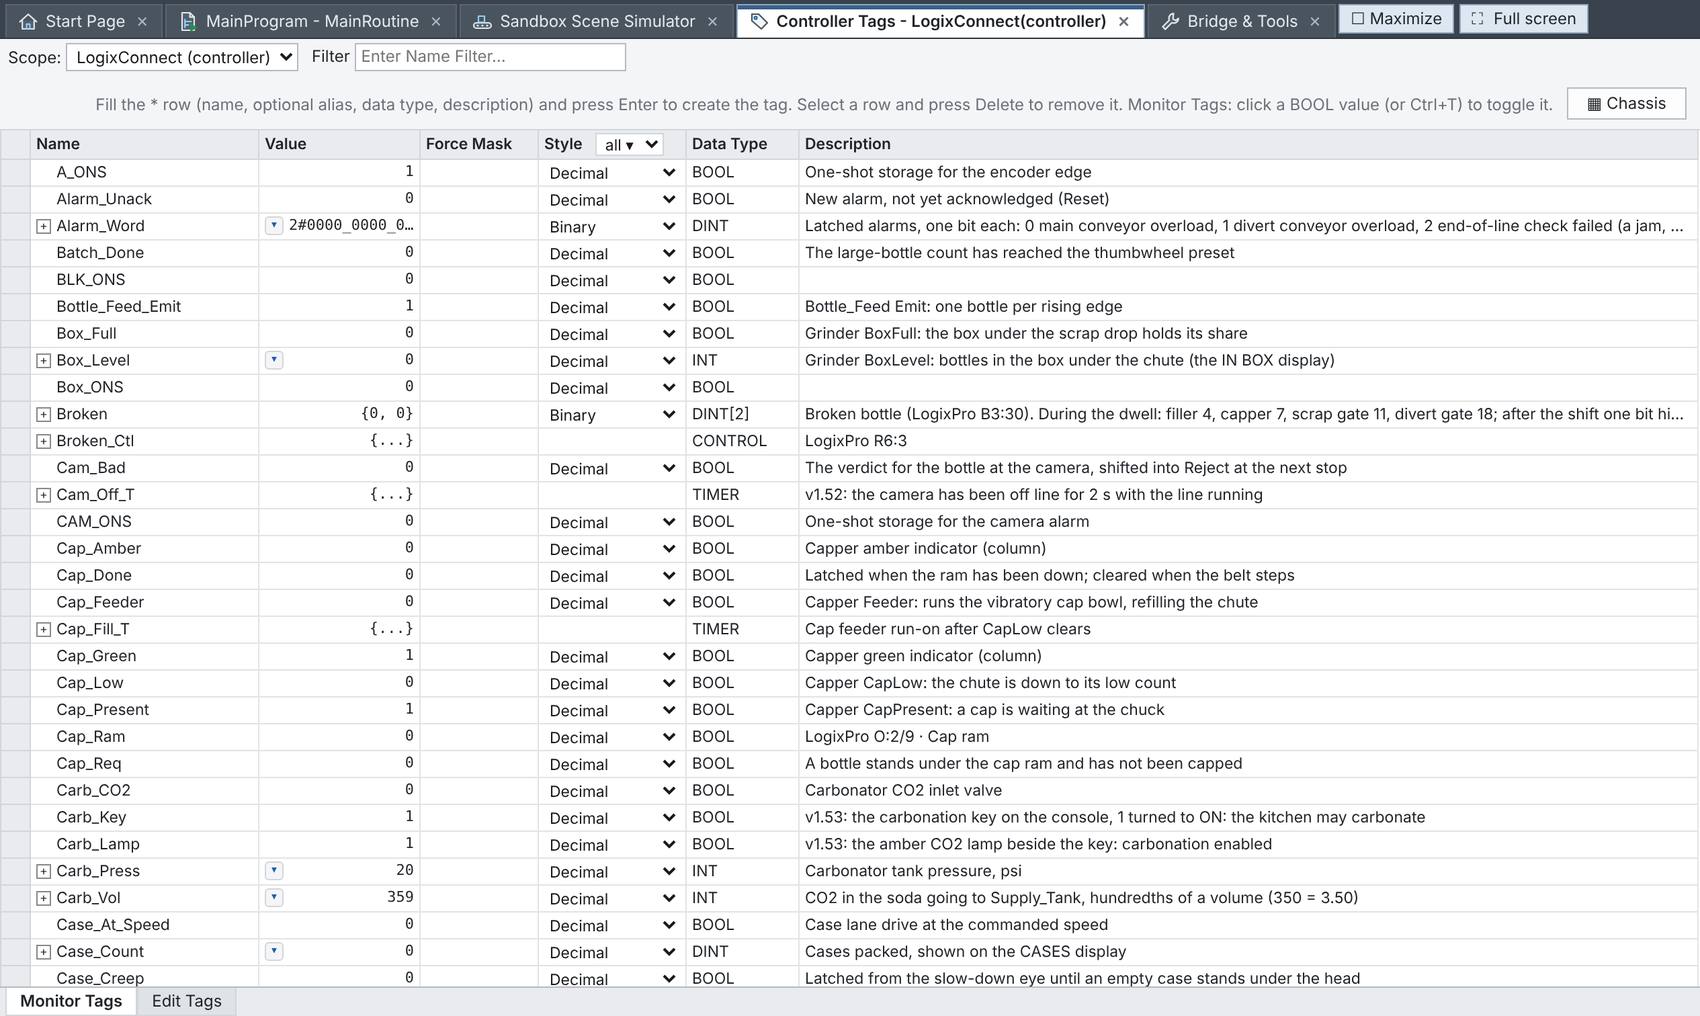 Start Page × MainProgram - MainRoutine × Sandbox Scene Simulator × Controller Tags - LogixConnect(controller) × Bridge & Tools × Maximize Full screen
Scope: LogixConnect (controller) Filter Enter Name Filter...
Fill the * row (name, optional alias, data type, description) and press Enter to create the tag. Select a row and press Delete to remove it. Monitor Tags: click a BOOL value (or Ctrl+T) to toggle it. Chassis
Name Value Force Mask Style all ▾ Data Type Description
A_ONS 1 Decimal BOOL One-shot storage for the encoder edge
Alarm_Unack 0 Decimal BOOL New alarm, not yet acknowledged (Reset)
Alarm_Word 2#0000_0000_0… Binary DINT Latched alarms, one bit each: 0 main conveyor overload, 1 divert conveyor overload, 2 end-of-line check failed (a jam, ...
Batch_Done 0 Decimal BOOL The large-bottle count has reached the thumbwheel preset
BLK_ONS 0 Decimal BOOL
Bottle_Feed_Emit 1 Decimal BOOL Bottle_Feed Emit: one bottle per rising edge
Box_Full 0 Decimal BOOL Grinder BoxFull: the box under the scrap drop holds its share
Box_Level 0 Decimal INT Grinder BoxLevel: bottles in the box under the chute (the IN BOX display)
Box_ONS 0 Decimal BOOL
Broken {0, 0} Binary DINT[2] Broken bottle (LogixPro B3:30). During the dwell: filler 4, capper 7, scrap gate 11, divert gate 18; after the shift one bit hi...
Broken_Ctl {...} CONTROL LogixPro R6:3
Cam_Bad 0 Decimal BOOL The verdict for the bottle at the camera, shifted into Reject at the next stop
Cam_Off_T {...} TIMER v1.52: the camera has been off line for 2 s with the line running
CAM_ONS 0 Decimal BOOL One-shot storage for the camera alarm
Cap_Amber 0 Decimal BOOL Capper amber indicator (column)
Cap_Done 0 Decimal BOOL Latched when the ram has been down; cleared when the belt steps
Cap_Feeder 0 Decimal BOOL Capper Feeder: runs the vibratory cap bowl, refilling the chute
Cap_Fill_T {...} TIMER Cap feeder run-on after CapLow clears
Cap_Green 1 Decimal BOOL Capper green indicator (column)
Cap_Low 0 Decimal BOOL Capper CapLow: the chute is down to its low count
Cap_Present 1 Decimal BOOL Capper CapPresent: a cap is waiting at the chuck
Cap_Ram 0 Decimal BOOL LogixPro O:2/9 · Cap ram
Cap_Req 0 Decimal BOOL A bottle stands under the cap ram and has not been capped
Carb_CO2 0 Decimal BOOL Carbonator CO2 inlet valve
Carb_Key 1 Decimal BOOL v1.53: the carbonation key on the console, 1 turned to ON: the kitchen may carbonate
Carb_Lamp 1 Decimal BOOL v1.53: the amber CO2 lamp beside the key: carbonation enabled
Carb_Press 20 Decimal INT Carbonator tank pressure, psi
Carb_Vol 359 Decimal INT CO2 in the soda going to Supply_Tank, hundredths of a volume (350 = 3.50)
Case_At_Speed 0 Decimal BOOL Case lane drive at the commanded speed
Case_Count 0 Decimal DINT Cases packed, shown on the CASES display
Case_Creep 0 Decimal BOOL Latched from the slow-down eye until an empty case stands under the head
Monitor Tags Edit Tags